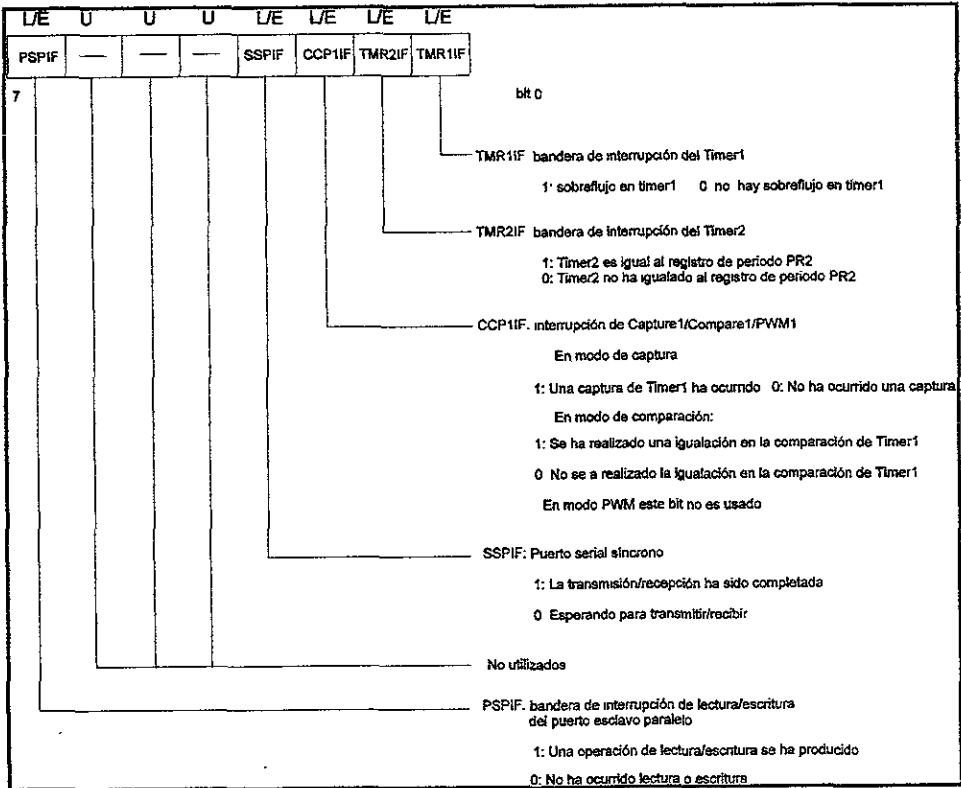 L/E U U U L/E L/E L/E L/E
PSPIF — — — SSPIF CCP1IF TMR2IF TMR1IF
7 bit 0
TMR1IF bandera de interrupción del Timer1
1: sobreflujo en timer1 0 no hay sobreflujo en timer1
TMR2IF bandera de interrupción del Timer2
1: Timer2 es igual al registro de periodo PR2
0: Timer2 no ha igualado al registro de periodo PR2
CCP1IF. interrupción de Capture1/Compare1/PWM1
En modo de captura
1: Una captura de Timer1 ha ocurrido 0: No ha ocurrido una captura
En modo de comparación:
1: Se ha realizado una igualación en la comparación de Timer1
0 No se a realizado la igualación en la comparación de Timer1
En modo PWM este bit no es usado
SSPIF: Puerto serial síncrono
1: La transmisión/recepción ha sido completada
0 Esperando para transmitir/recibir
No utilizados
PSPIF. bandera de interrupción de lectura/escritura
del puerto esclavo paralelo
1: Una operación de lectura/escritura se ha producido
0: No ha ocurrido lectura o escritura